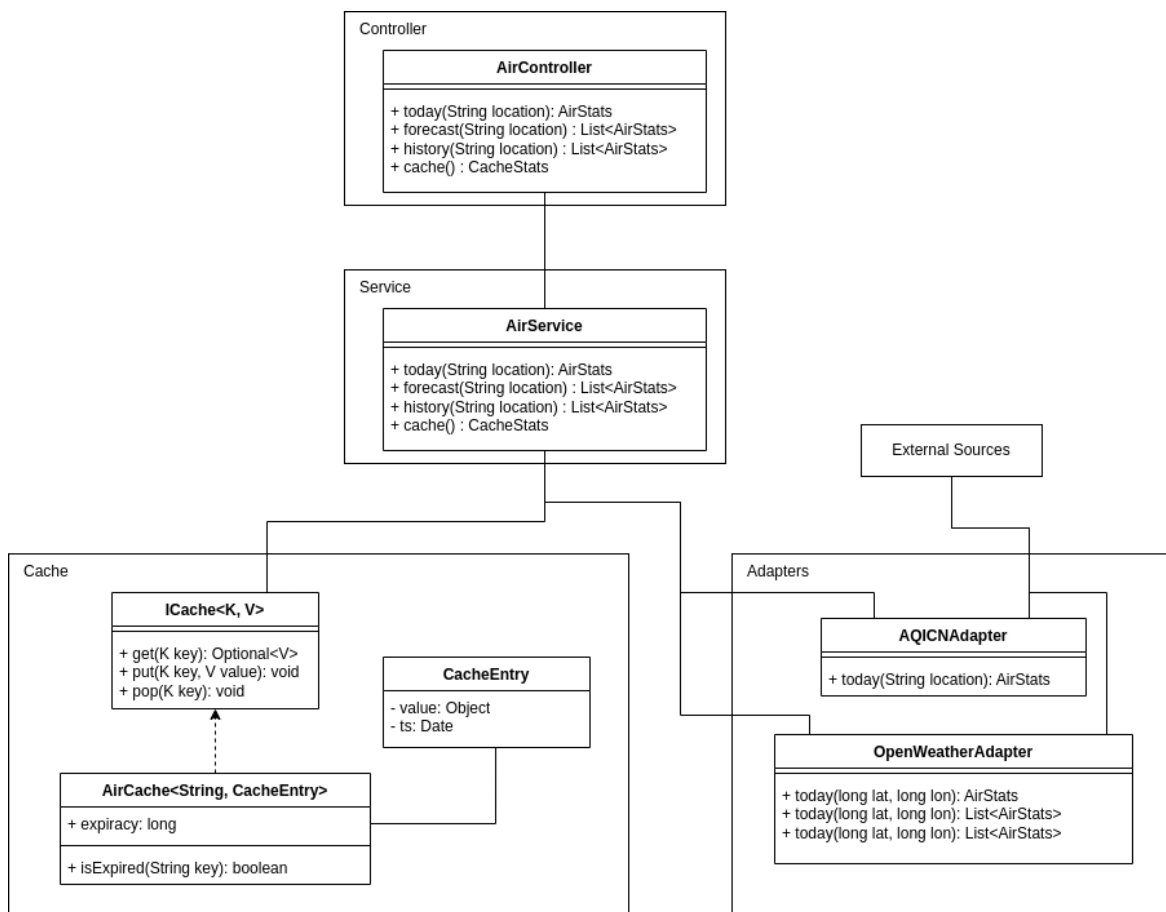 Controller
AirController
+ today(String location): AirStats
+ forecast(String location) : List<AirStats>
+ history(String location) : List<AirStats>
+ cache() : CacheStats
Service
AirService
+ today(String location): AirStats
+ forecast(String location) : List<AirStats>
+ history(String location) : List<AirStats>
+ cache() : CacheStats
External Sources
Cache
ICache<K, V>
+ get(K key): Optional<V>
+ put(K key, V value): void
+ pop(K key): void
CacheEntry
- value: Object
- ts: Date
AirCache<String, CacheEntry>
+ expiracy: long
+ isExpired(String key): boolean
Adapters
AQICNAdapter
+ today(String location): AirStats
OpenWeatherAdapter
+ today(long lat, long lon): AirStats
+ today(long lat, long lon): List<AirStats>
+ today(long lat, long lon): List<AirStats>